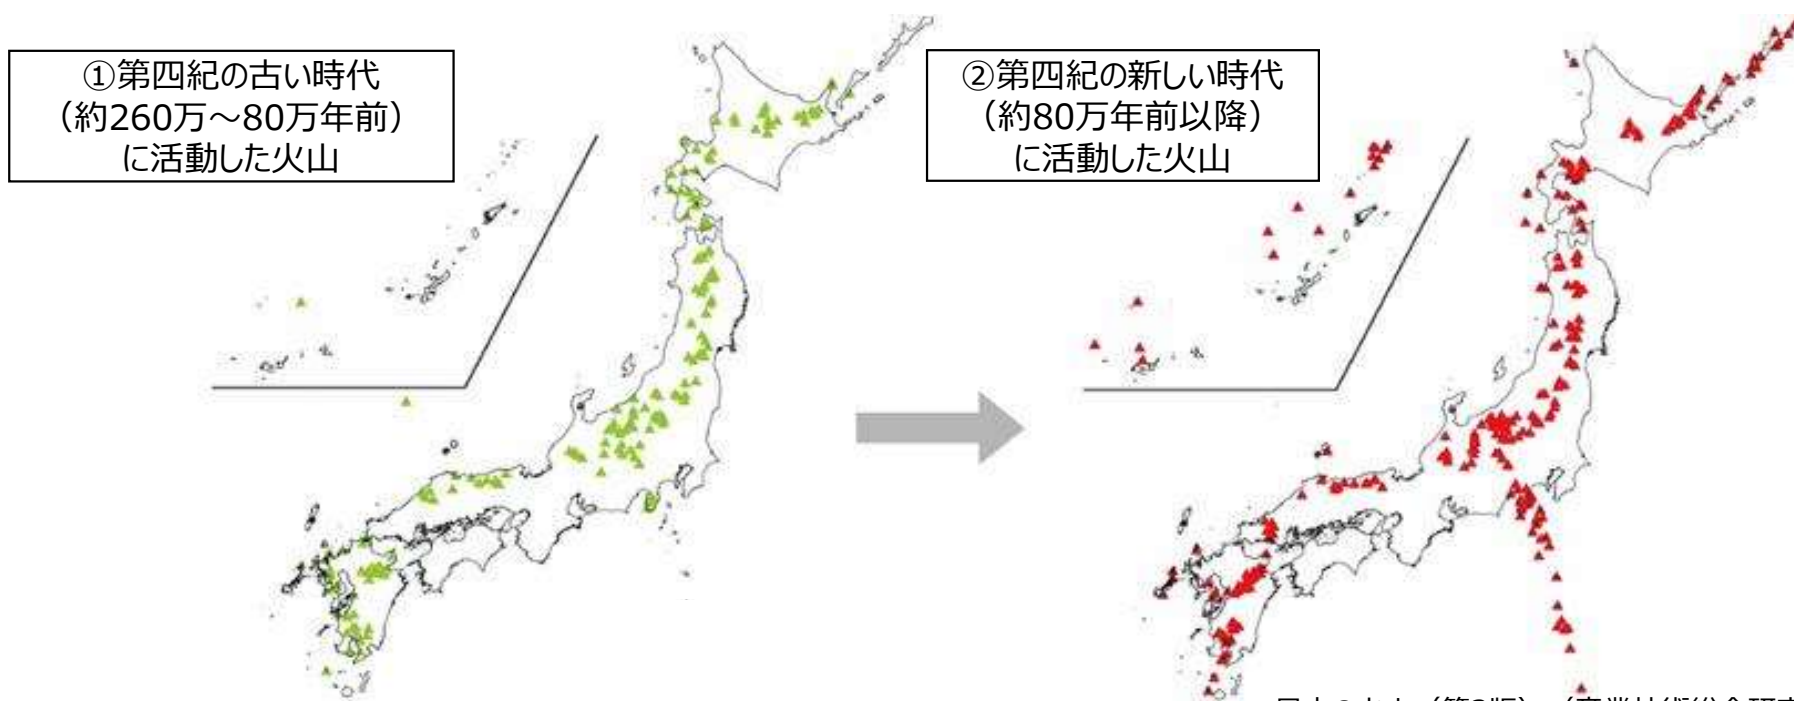 ①第四紀の古い時代
（約260万～80万年前）
に活動した火山
②第四紀の新しい時代
（約80万年前以降）
に活動した火山